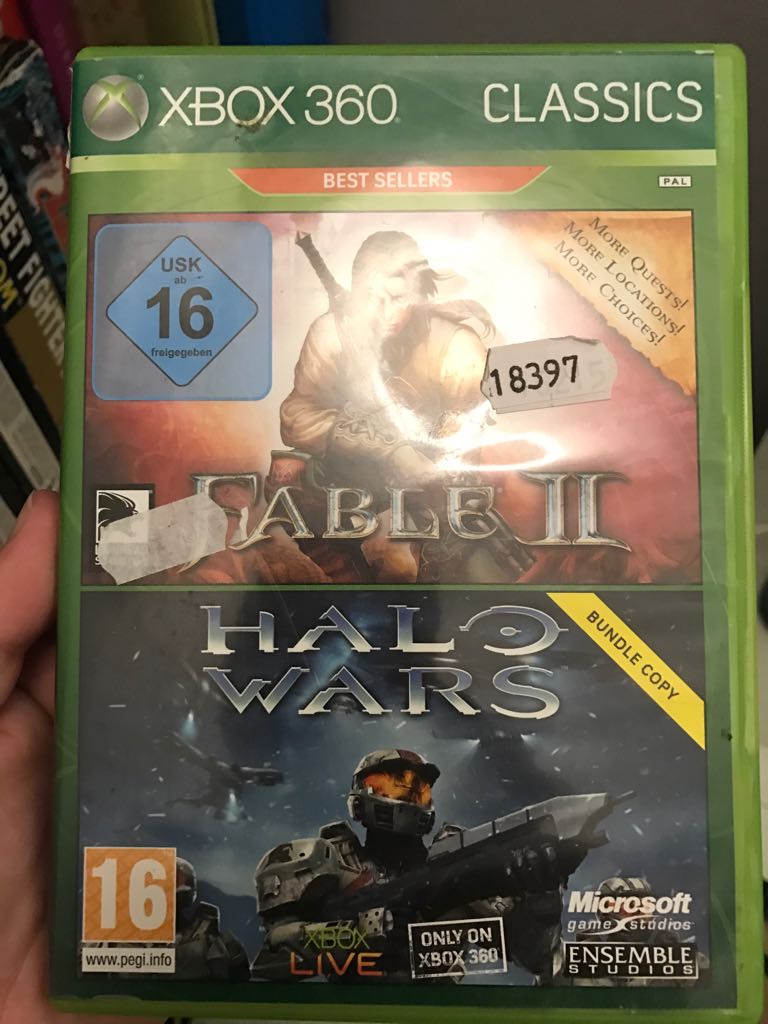 XBOX 360 CLASSICS
BEST SELLERS
PAL
USK
ab
16
freigegeben
More Quests!
More Locations!
More Choices!
18397
FABLE II
HALO
WARS
BUNDLE COPY
16
www.pegi.info
XBOX
LIVE
ONLY ON
XBOX 360
Microsoft
game studios
ENSEMBLE
STUDIOS
REET FIGHTER